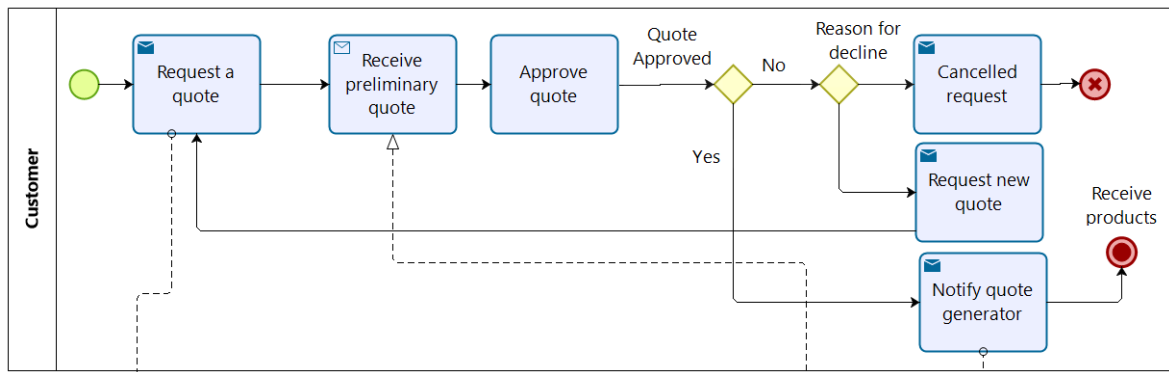 Customer
Request a
quote
Receive
preliminary
quote
Approve
quote
Quote
Approved
No
Yes
Reason for
decline
Cancelled
request
Request new
quote
Notify quote
generator
Receive
products